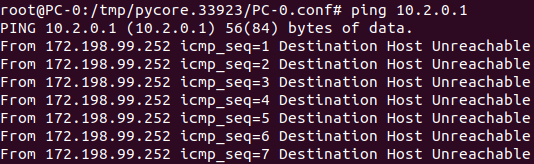 root@PC-0:/tmp/pycore.33923/PC-0.conf# ping 10.2.0.1
PING 10.2.0.1 (10.2.0.1) 56(84) bytes of data.
From 172.198.99.252 icmp_seq=1 Destination Host Unreachable
From 172.198.99.252 icmp_seq=2 Destination Host Unreachable
From 172.198.99.252 icmp_seq=3 Destination Host Unreachable
From 172.198.99.252 icmp_seq=4 Destination Host Unreachable
From 172.198.99.252 icmp_seq=5 Destination Host Unreachable
From 172.198.99.252 icmp_seq=6 Destination Host Unreachable
From 172.198.99.252 icmp_seq=7 Destination Host Unreachable